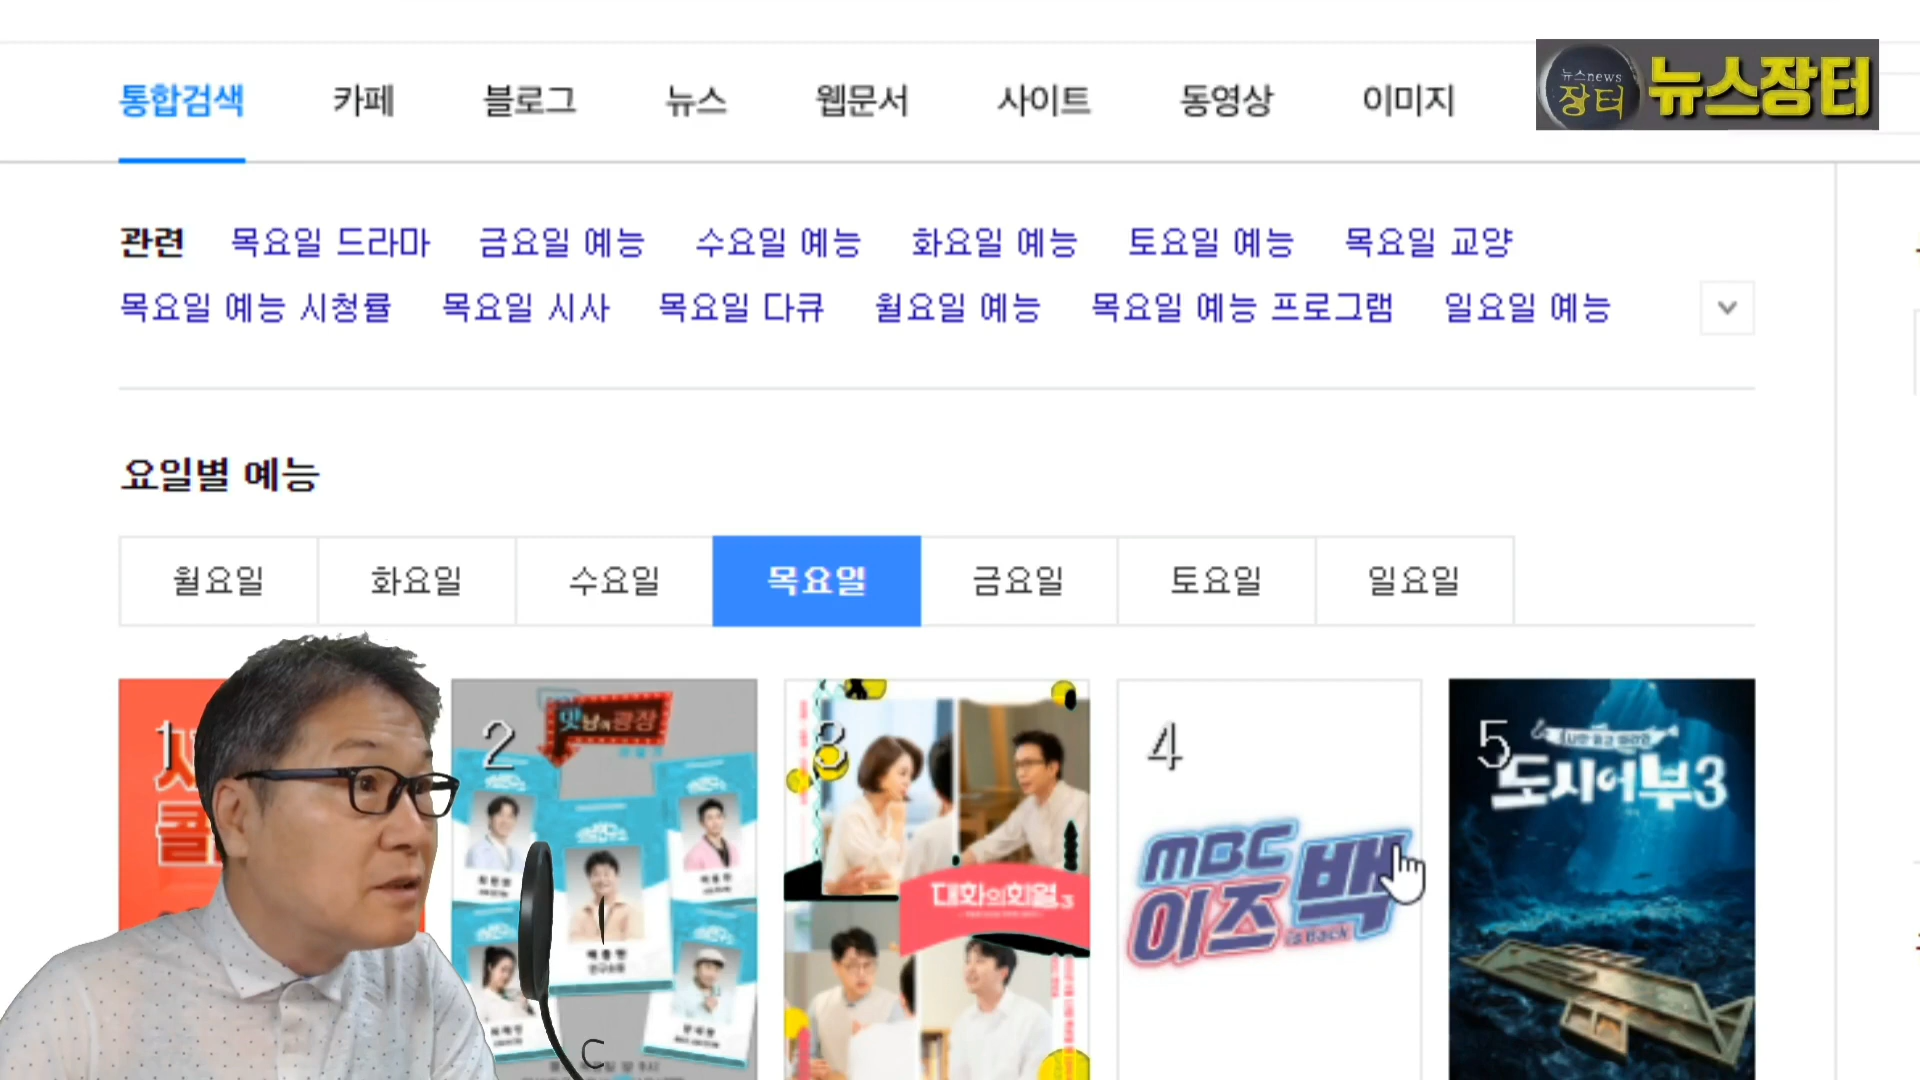 통합검색 카페 블로그 뉴스 웹문서 사이트 동영상 이미지
뉴스news
장터
뉴스장터
관련 목요일 드라마 금요일 예능 수요일 예능 화요일 예능 토요일 예능 목요일 교양
목요일 예능 시청률 목요일 시사 목요일 다큐 월요일 예능 목요일 예능 프로그램 일요일 예능
요일별 예능
월요일 화요일 수요일 목요일 금요일 토요일 일요일
1
2
맛남의 광장
3
대화의희열3
4
MBC
이즈백
is Back
5
도시어부3
C